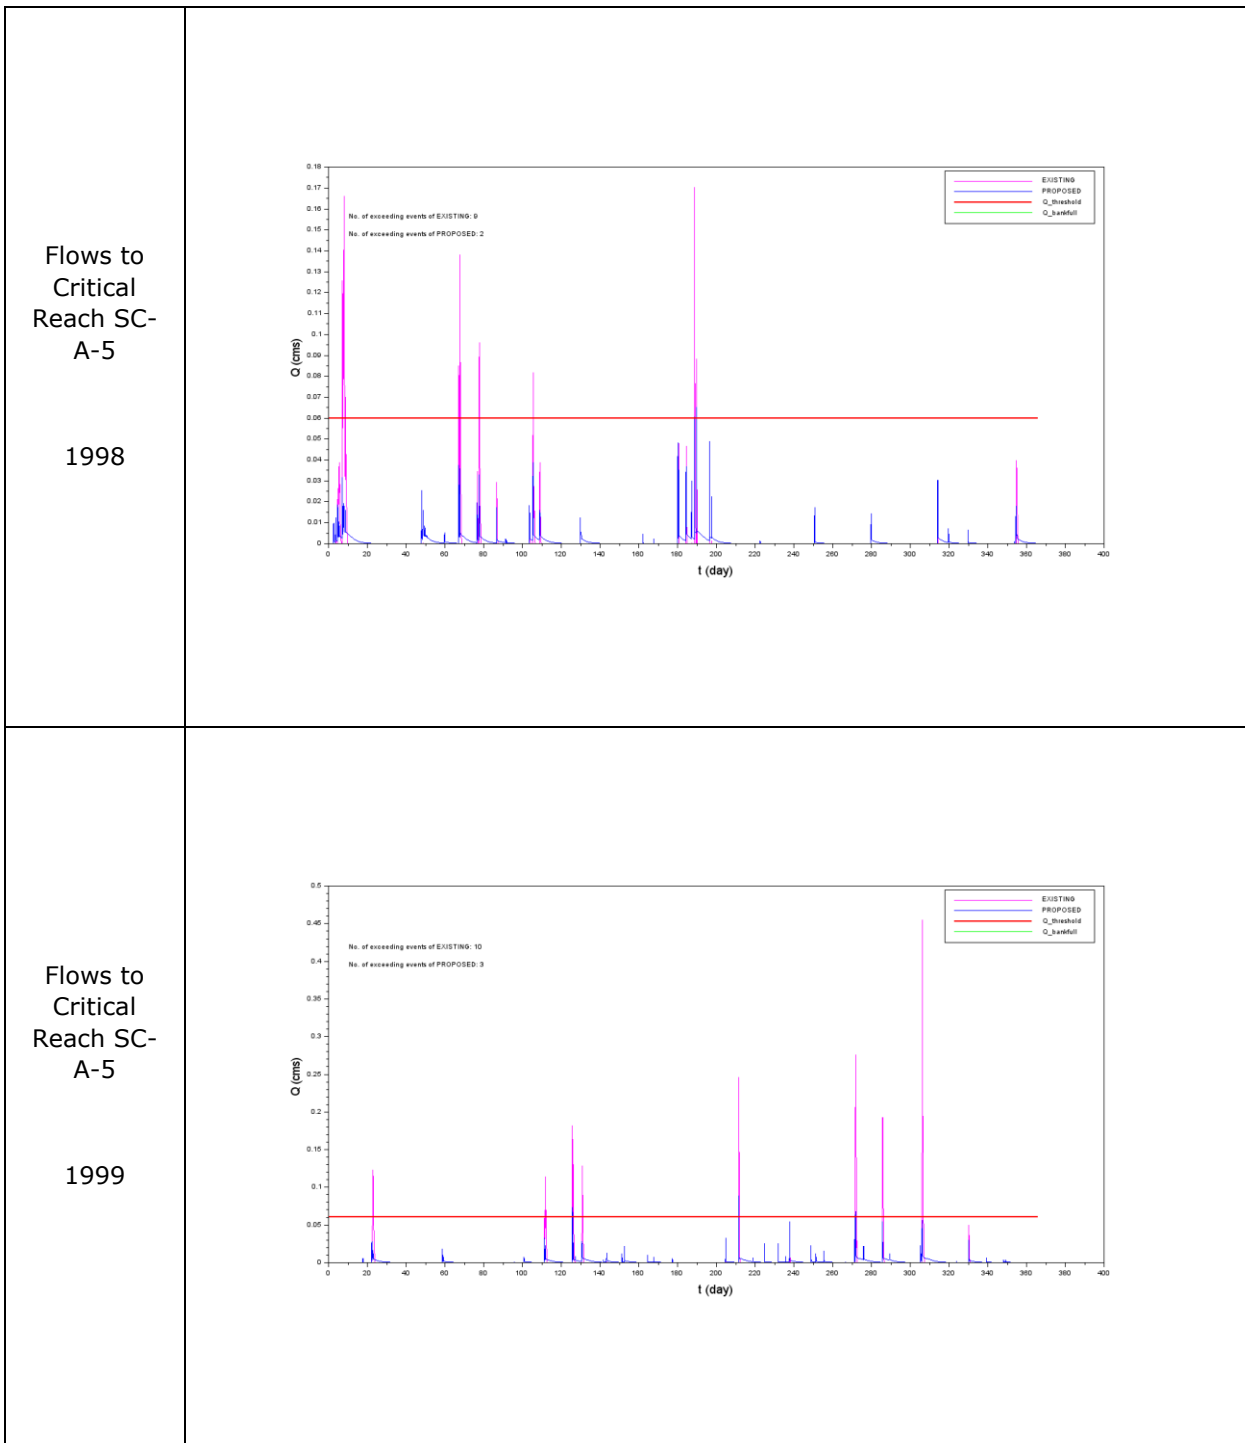 Flows to
Critical
Reach SC-
A-5
1998
0.18
0.17
0.16
0.15
0.14
0.13
0.12
0.11
0.1
0.09
0.08
0.07
0.06
0.05
0.04
0.03
0.02
0.01
0
Q (cms)
No. of exceeding events of EXISTING: 9
No. of exceeding events of PROPOSED: 2
EXISTING
PROPOSED
Q_threshold
Q_bankfull
0 20 40 60 80 100 120 140 160 180 200 220 240 260 280 300 320 340 360 380 400
t (day)
Flows to
Critical
Reach SC-
A-5
1999
0.5
0.45
0.4
0.35
0.3
0.25
0.2
0.15
0.1
0.05
0
Q (cms)
No. of exceeding events of EXISTING: 10
No. of exceeding events of PROPOSED: 3
EXISTING
PROPOSED
Q_threshold
Q_bankfull
0 20 40 60 80 100 120 140 160 180 200 220 240 260 280 300 320 340 360 380 400
t (day)